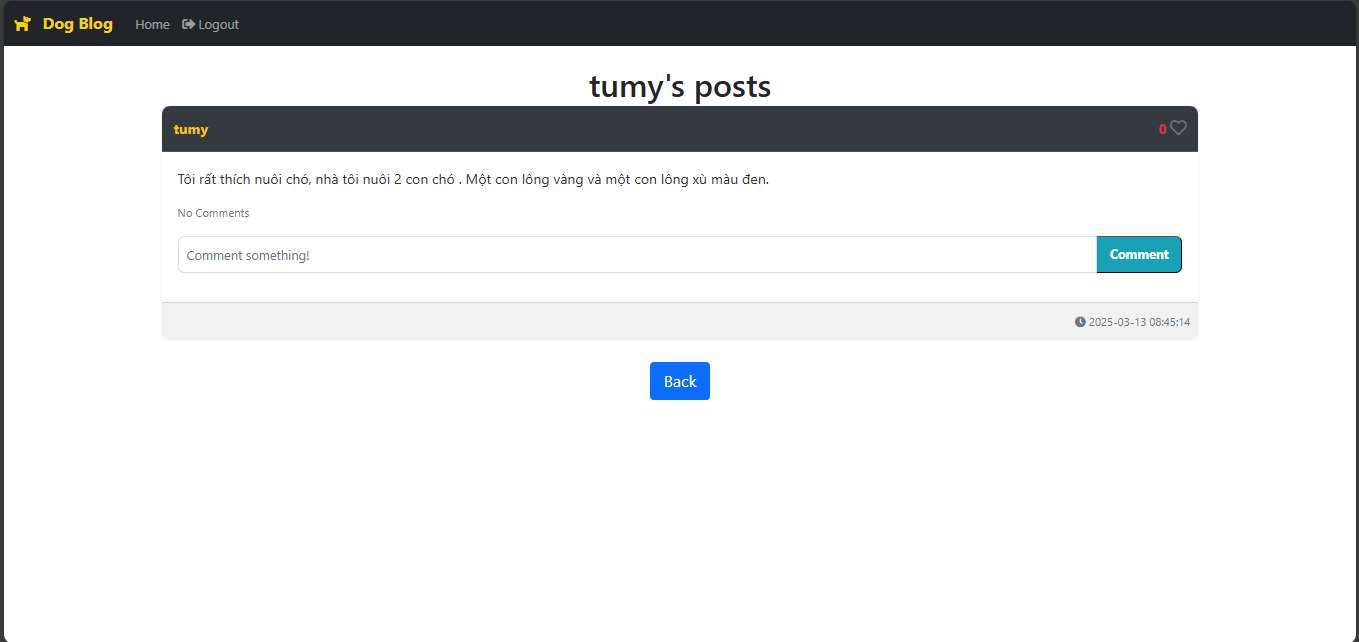 Dog Blog Home Logout
tumy's posts
tumy 0
Tôi rất thích nuôi chó, nhà tôi nuôi 2 con chó . Một con lông vàng và một con lông xù màu đen.
No Comments
Comment something! Comment
2025-03-13 08:45:14
Back